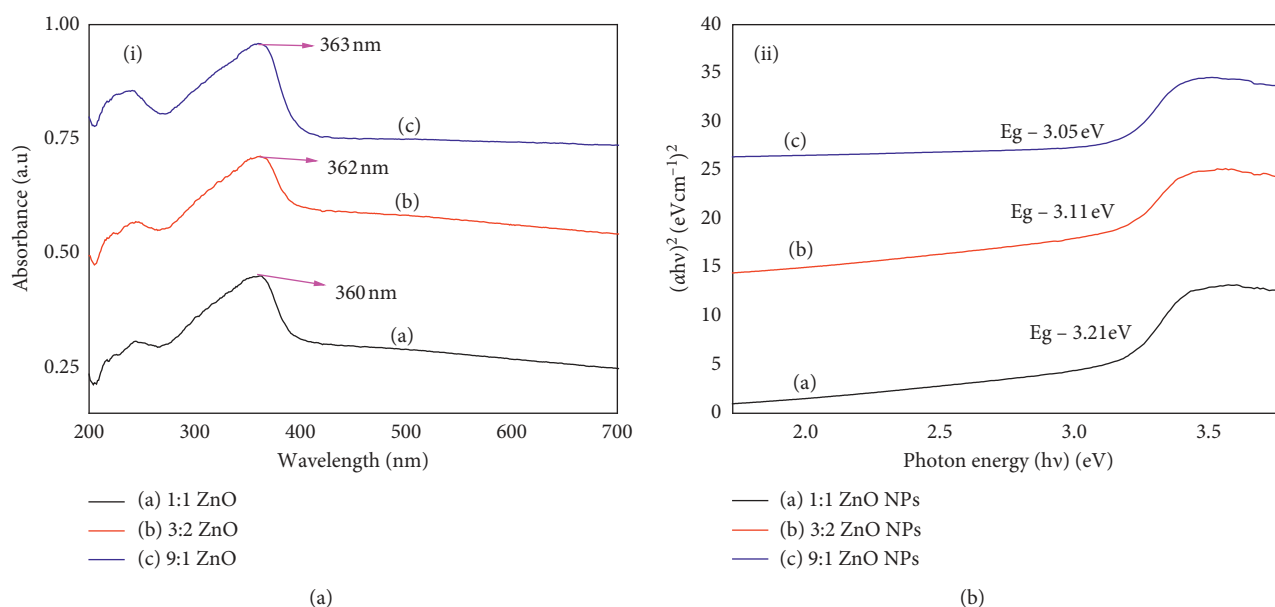 (i)
363 nm
(c)
362 nm
(b)
360 nm
(a)
1.00
0.75
0.50
0.25
Absorbance (a.u)
200 300 400 500 600 700
Wavelength (nm)
(a) 1:1 ZnO
(b) 3:2 ZnO
(c) 9:1 ZnO
(a)
(ii)
Eg – 3.05 eV
(c)
Eg – 3.11 eV
(b)
Eg – 3.21 eV
(a)
40
35
30
25
20
15
10
5
0
(αhν)² (eVcm⁻¹)²
2.0 2.5 3.0 3.5
Photon energy (hν) (eV)
(a) 1:1 ZnO NPs
(b) 3:2 ZnO NPs
(c) 9:1 ZnO NPs
(b)